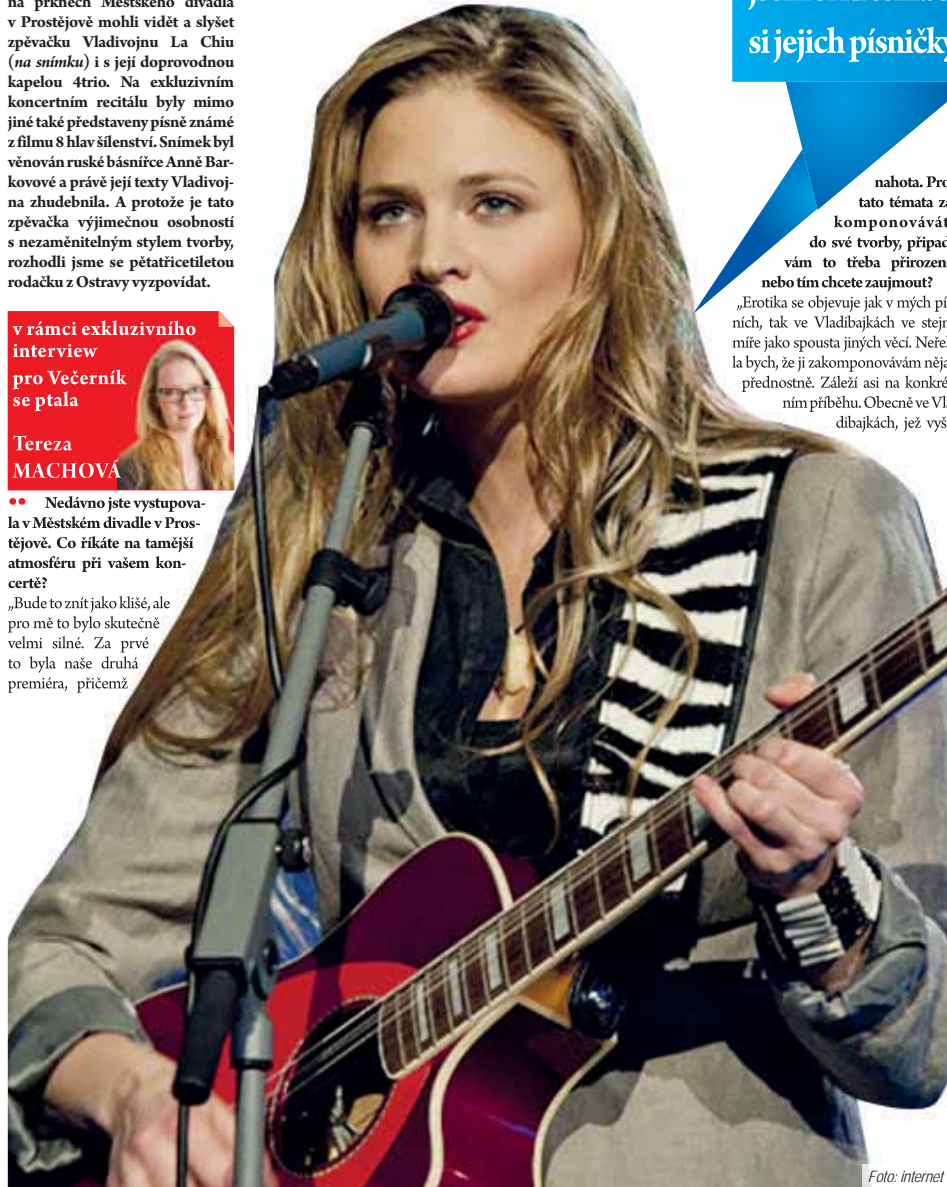 na prknech Městského divadla
v Prostějově mohli vidět a slyšet
zpěvačku Vladivojnu La Chiu
(na snímku) i s její doprovodnou
kapelou 4trio. Na exkluzivním
koncertním recitálu byly mimo
jiné také představeny písně známé
z filmu 8 hlav šílenství. Snímek byl
věnován ruské básnířce Anně Bar-
kovové a právě její texty Vladivoj-
na zhudebnila. A protože je tato
zpěvačka výjimečnou osobností
s nezaměnitelným stylem tvorby,
rozhodli jsme se pětatřicetiletou
rodačku z Ostravy vyzpovídat.
v rámci exkluzivního
interview
pro Večerník
se ptala
Tereza
MACHOVÁ
•• Nedávno jste vystupova-
la v Městském divadle v Pros-
tějově. Co říkáte na tamější
atmosféru při vašem kon-
certě?
„Bude to znít jako klišé, ale
pro mě to bylo skutečně
velmi silné. Za prvé
to byla naše druhá
premiéra, přičemž
si jejich písničky
nahota. Pro
tato témata za
komponovávát
do své tvorby, připad
vám to třeba přirozen
nebo tím chcete zaujmout?
„Erotika se objevuje jak v mých pí
ních, tak ve Vladibajkách ve stejn
míře jako spousta jiných věcí. Neře
la bych, že ji zakomponovávám něja
přednostně. Záleží asi na konkré
ním příběhu. Obecně ve Vla
dibajkách, jež vyš
Foto: internet